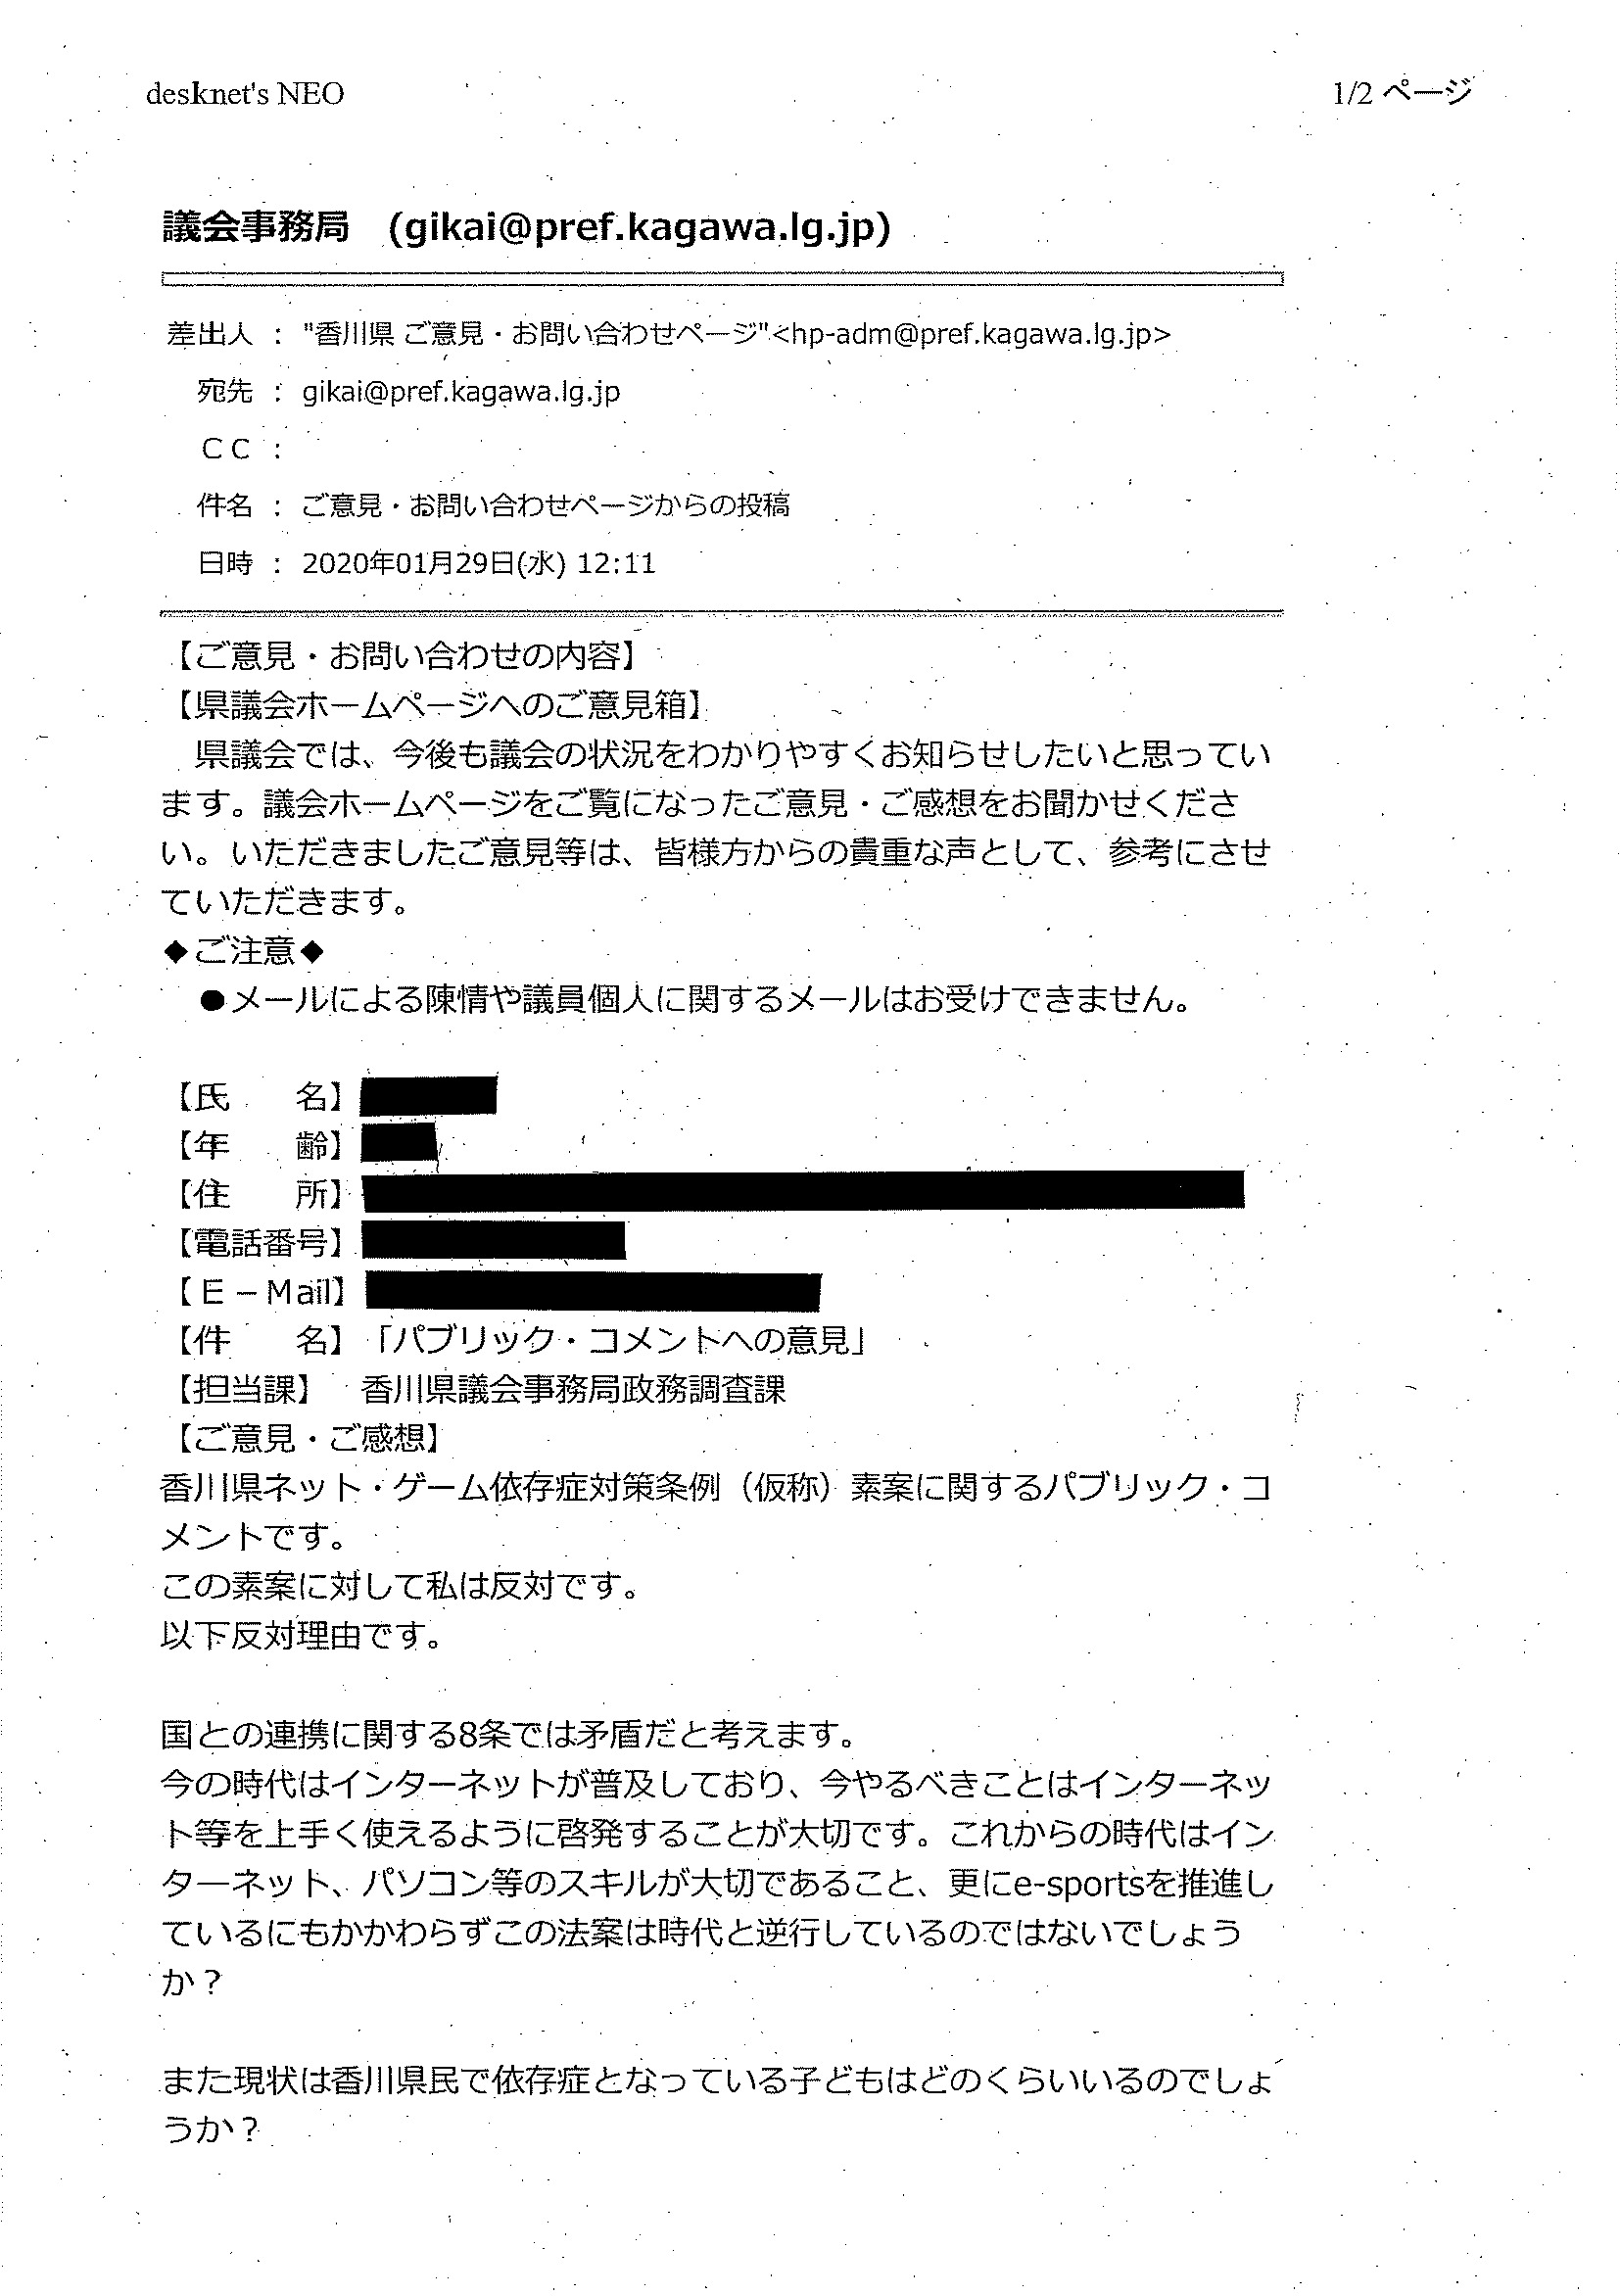 desknet's NEO
1/2 ページ
議会事務局　(gikai@pref.kagawa.lg.jp)
差出人 ： "香川県 ご意見・お問い合わせページ"<hp-adm@pref.kagawa.lg.jp>
宛先 ： gikai@pref.kagawa.lg.jp
ＣＣ ：
件名 ： ご意見・お問い合わせページからの投稿
日時 ： 2020年01月29日(水) 12:11
【ご意見・お問い合わせの内容】
【県議会ホームページへのご意見箱】
　県議会では、今後も議会の状況をわかりやすくお知らせしたいと思ってい
ます。議会ホームページをご覧になったご意見・ご感想をお聞かせくださ
い。いただきましたご意見等は、皆様方からの貴重な声として、参考にさせ
ていただきます。
◆ご注意◆
　●メールによる陳情や議員個人に関するメールはお受けできません。
【氏　　名】
【年　　齢】
【住　　所】
【電話番号】
【Ｅ－Mail】
【件　　名】「パブリック・コメントへの意見」
【担当課】　香川県議会事務局政務調査課
【ご意見・ご感想】
香川県ネット・ゲーム依存症対策条例（仮称）素案に関するパブリック・コ
メントです。
この素案に対して私は反対です。
以下反対理由です。
国との連携に関する8条では矛盾だと考えます。
今の時代はインターネットが普及しており、今やるべきことはインターネッ
ト等を上手く使えるように啓発することが大切です。これからの時代はイン
ターネット、パソコン等のスキルが大切であること、更にe-sportsを推進し
ているにもかかわらずこの法案は時代と逆行しているのではないでしょう
か？
また現状は香川県民で依存症となっている子どもはどのくらいいるのでしょ
うか？